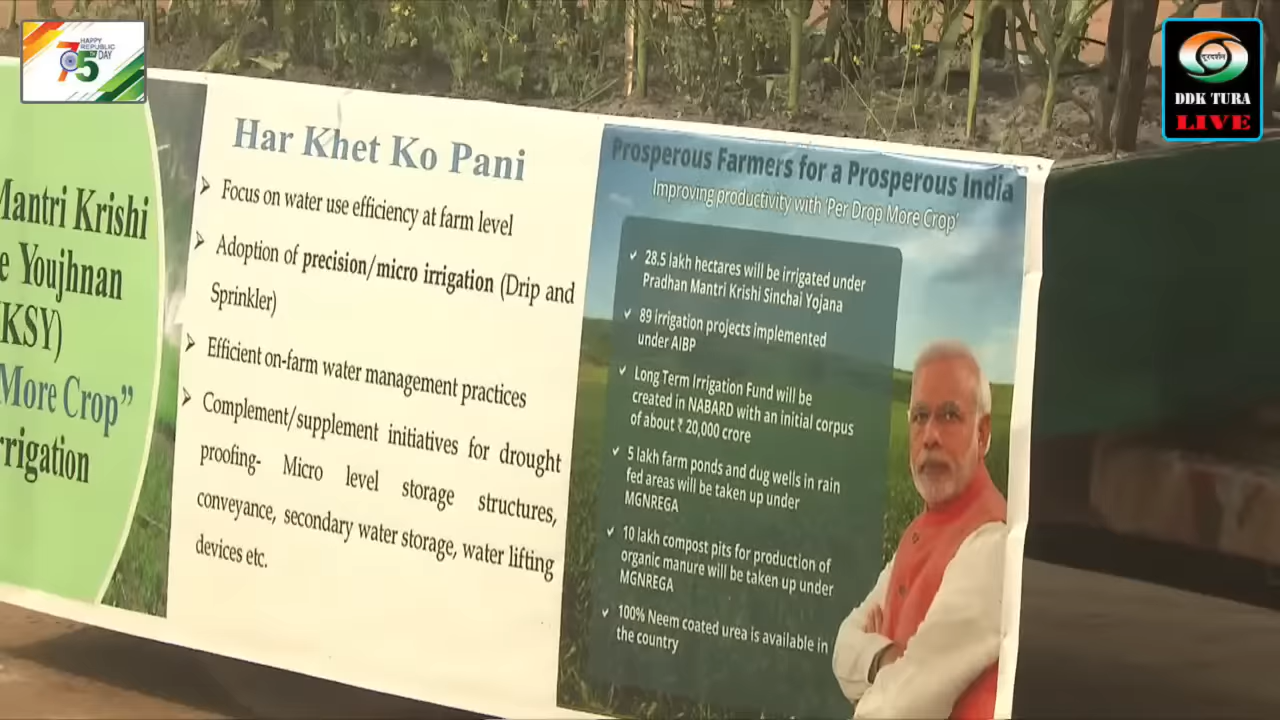 HAPPY
REPUBLIC
75th DAY
दूरदर्शन
DDK TURA
LIVE
Mantri Krishi
e Youjhnan
KSY)
More Crop”
rrigation
Har Khet Ko Pani
➤ Focus on water use efficiency at farm level
➤ Adoption of precision/micro irrigation (Drip and
Sprinkler)
➤ Efficient on-farm water management practices
➤ Complement/supplement initiatives for drought
proofing- Micro level storage structures,
conveyance, secondary water storage, water lifting
devices etc.
Prosperous Farmers for a Prosperous India
Improving productivity with 'Per Drop More Crop'
✓ 28.5 lakh hectares will be irrigated under
Pradhan Mantri Krishi Sinchai Yojana
✓ 89 irrigation projects implemented
under AIBP
✓ Long Term Irrigation Fund will be
created in NABARD with an initial corpus
of about ₹ 20,000 crore
✓ 5 lakh farm ponds and dug wells in rain
fed areas will be taken up under
MGNREGA
✓ 10 lakh compost pits for production of
organic manure will be taken up under
MGNREGA
✓ 100% Neem coated urea is available in
the country